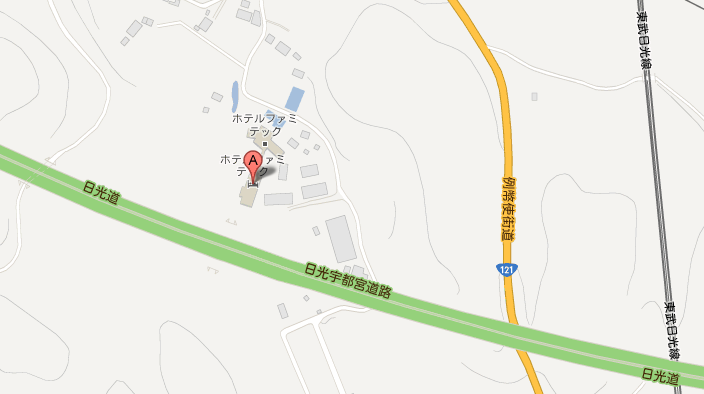 東武日光線
ホテルファミ
テック
A
ホテルファミ
テック
日光道
例幣使街道
121
日光宇都宮道路
東武日光線
日光道